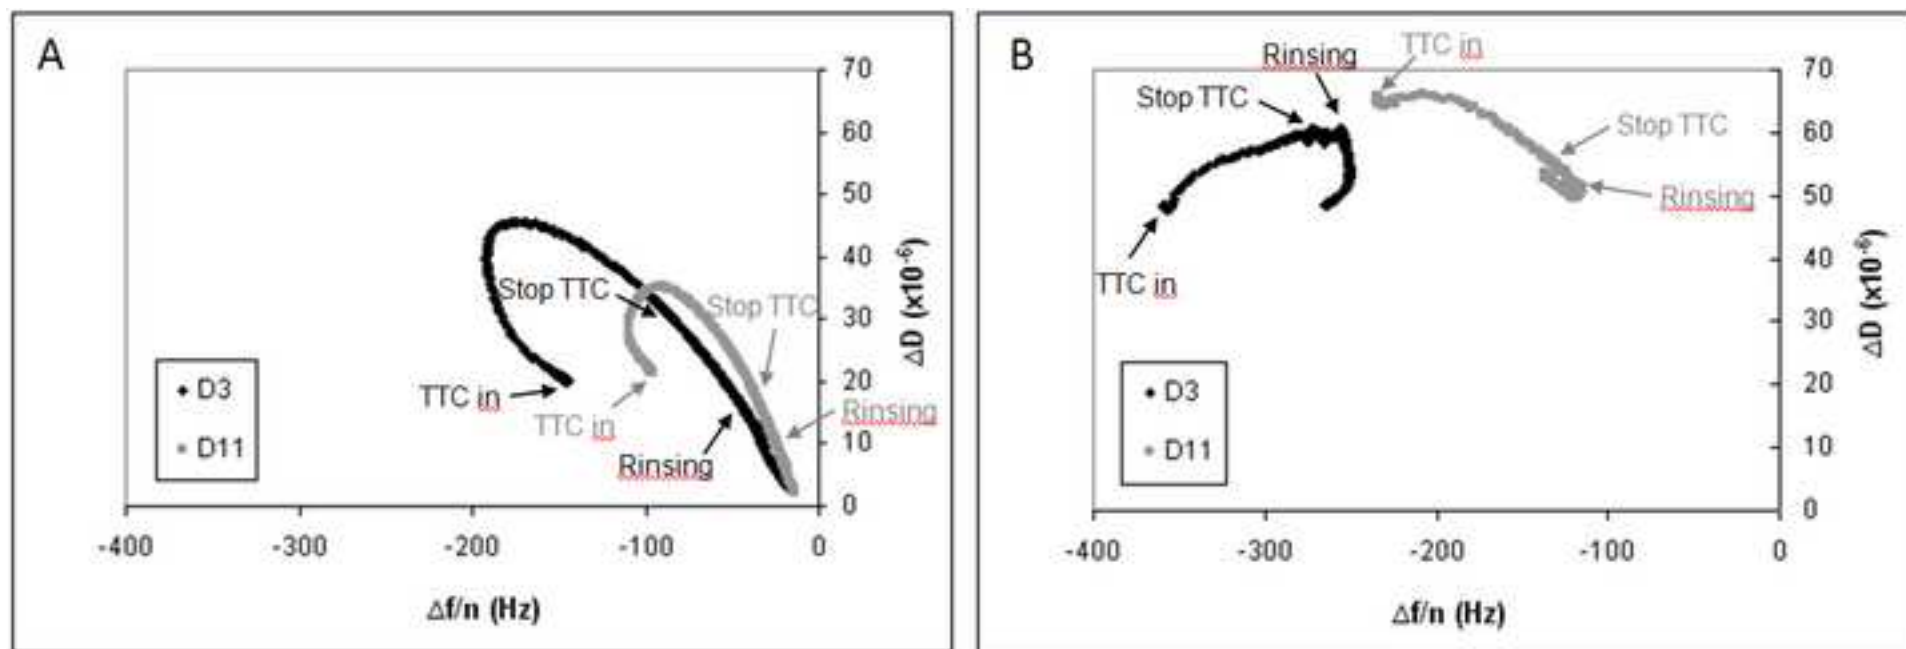 A
70
60
50
40
30
20
10
0
ΔD (x10⁻⁶)
Stop TTC
Stop TTC
TTC in
TTC in
Rinsing
Rinsing
D3
D11
-400 -300 -200 -100 0
Δf/n (Hz)
B
TTC in
Rinsing
Stop TTC
Stop TTC
Rinsing
TTC in
70
60
50
40
30
20
10
0
ΔD (x10⁻⁶)
D3
D11
-400 -300 -200 -100 0
Δf/n (Hz)